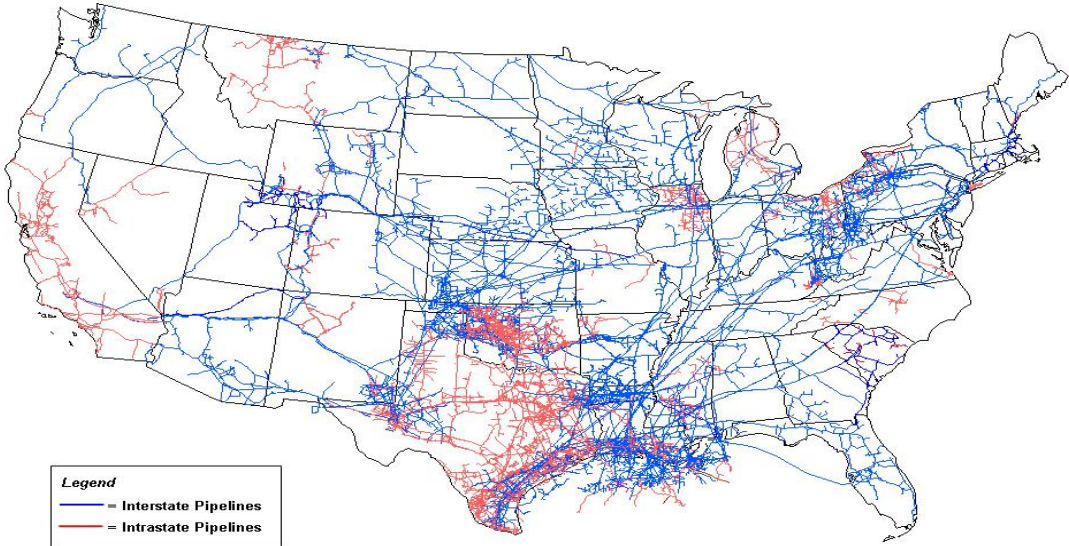 Legend
= Interstate Pipelines
= Intrastate Pipelines